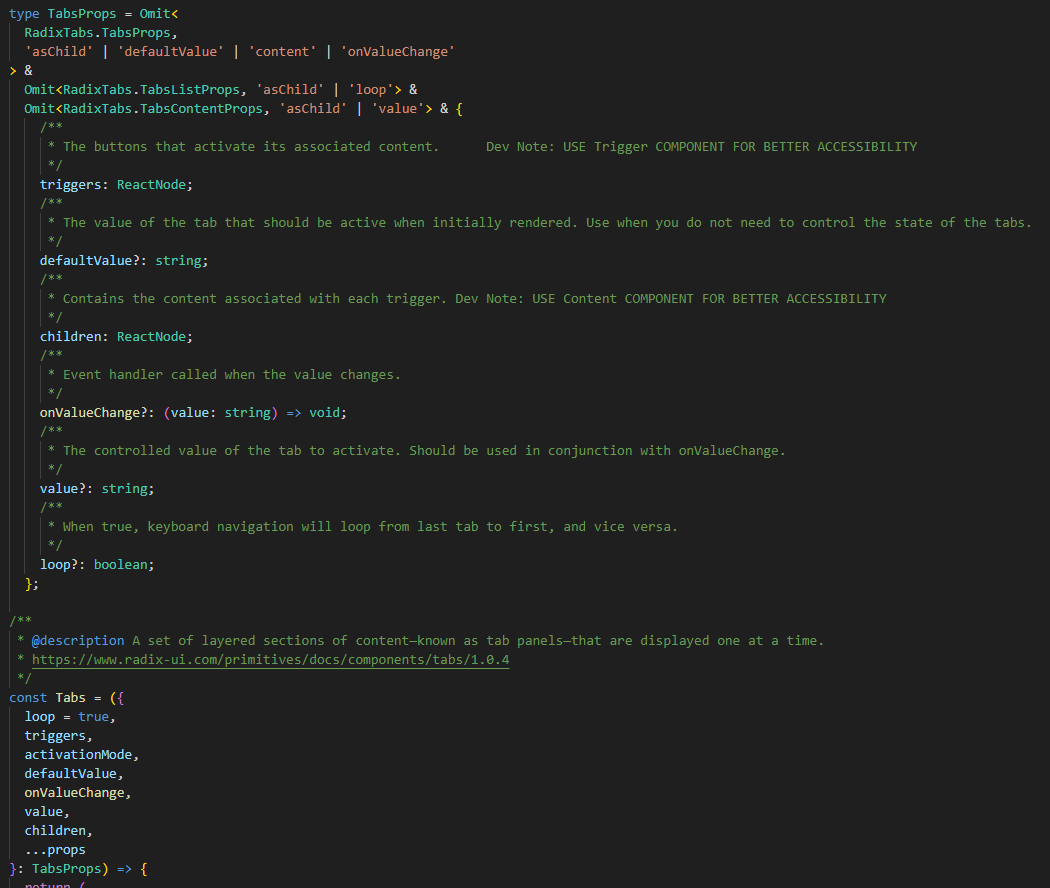 type TabsProps = Omit<
  RadixTabs.TabsProps,
  'asChild' | 'defaultValue' | 'content' | 'onValueChange'
> &
  Omit<RadixTabs.TabsListProps, 'asChild' | 'loop'> &
  Omit<RadixTabs.TabsContentProps, 'asChild' | 'value'> & {
    /**
     * The buttons that activate its associated content.      Dev Note: USE Trigger COMPONENT FOR BETTER ACCESSIBILITY
     */
    triggers: ReactNode;
    /**
     * The value of the tab that should be active when initially rendered. Use when you do not need to control the state of the tabs.
     */
    defaultValue?: string;
    /**
     * Contains the content associated with each trigger. Dev Note: USE Content COMPONENT FOR BETTER ACCESSIBILITY
     */
    children: ReactNode;
    /**
     * Event handler called when the value changes.
     */
    onValueChange?: (value: string) => void;
    /**
     * The controlled value of the tab to activate. Should be used in conjunction with onValueChange.
     */
    value?: string;
    /**
     * When true, keyboard navigation will loop from last tab to first, and vice versa.
     */
    loop?: boolean;
  };

/**
 * @description A set of layered sections of content—known as tab panels—that are displayed one at a time.
 * https://www.radix-ui.com/primitives/docs/components/tabs/1.0.4
 */
const Tabs = ({
  loop = true,
  triggers,
  activationMode,
  defaultValue,
  onValueChange,
  value,
  children,
  ...props
}: TabsProps) => {
  return (